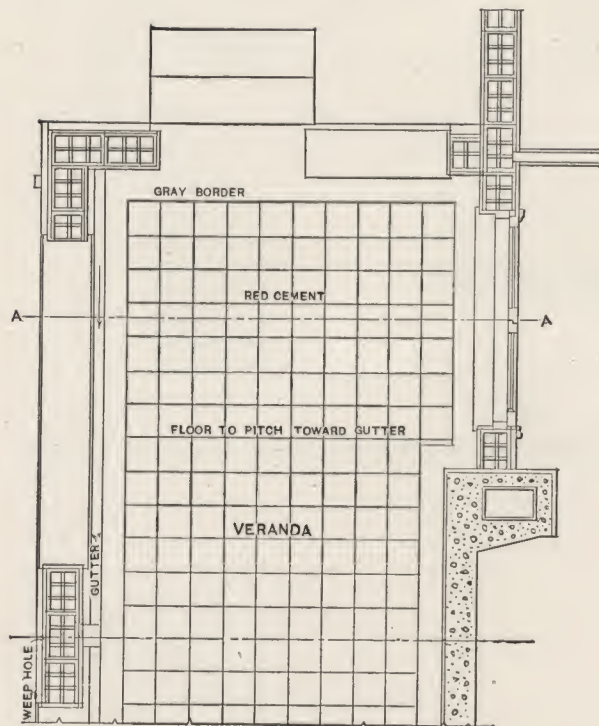 GRAY BORDER
RED CEMENT
A
A
FLOOR TO PITCH TOWARD GUTTER
VERANDA
GUTTER
WEEP HOLE